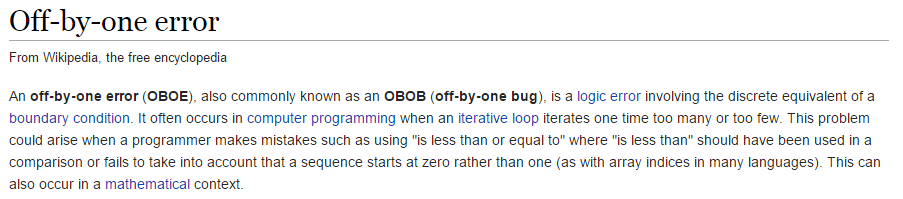 Off-by-one error
From Wikipedia, the free encyclopedia
An off-by-one error (OBOE), also commonly known as an OBOB (off-by-one bug), is a logic error involving the discrete equivalent of a
boundary condition. It often occurs in computer programming when an iterative loop iterates one time too many or too few. This problem
could arise when a programmer makes mistakes such as using "is less than or equal to" where "is less than" should have been used in a
comparison or fails to take into account that a sequence starts at zero rather than one (as with array indices in many languages). This can
also occur in a mathematical context.